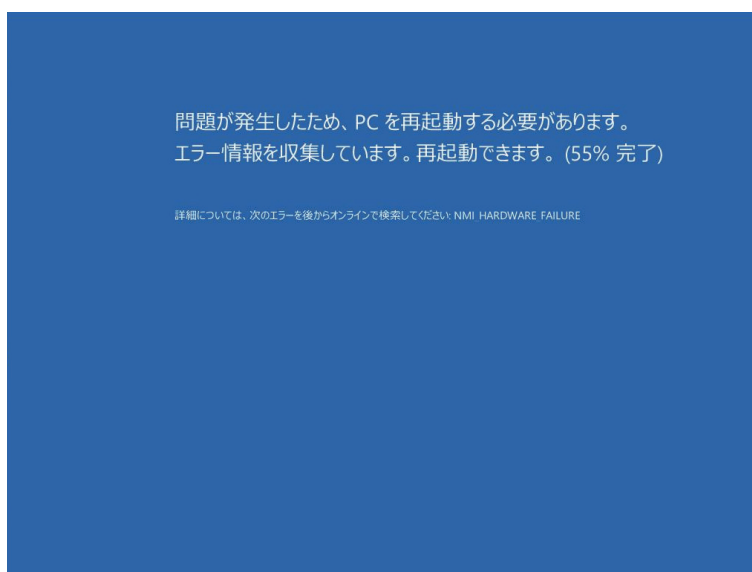 問題が発生したため、PC を再起動する必要があります。
エラー情報を収集しています。再起動できます。 (55% 完了)
詳細については、次のエラーを後からオンラインで検索してください: NMI HARDWARE FAILURE